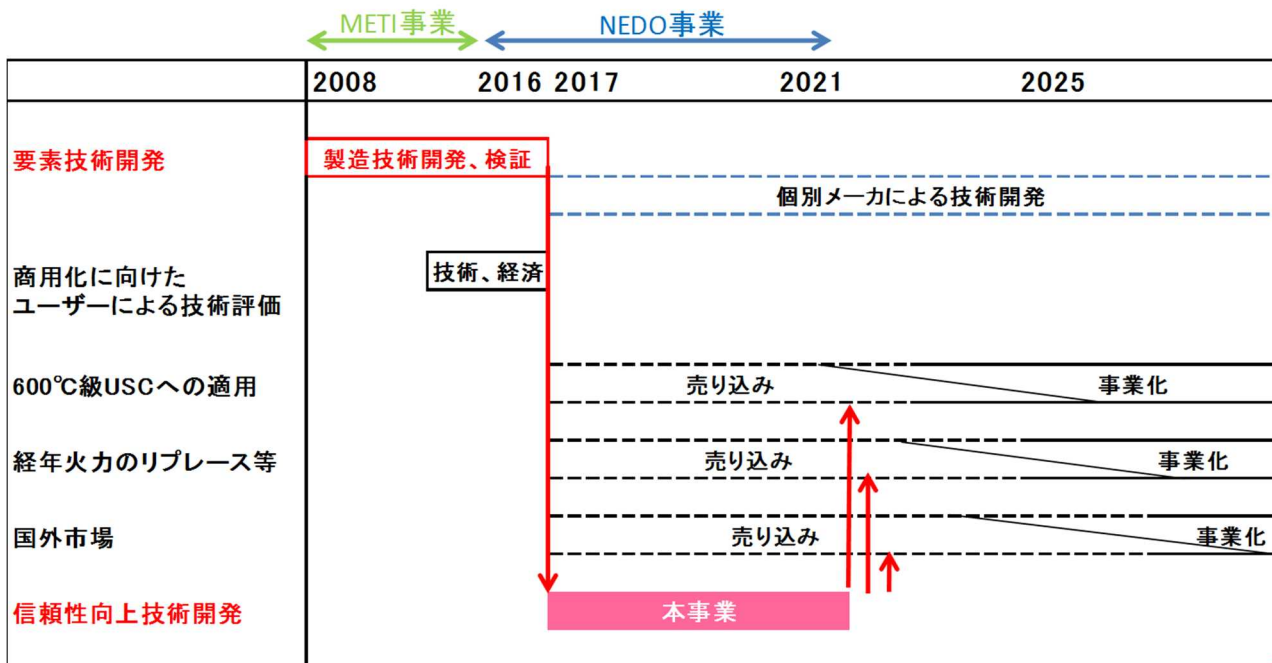 METI事業
NEDO事業
2008
2016
2017
2021
2025
要素技術開発
製造技術開発、検証
個別メーカによる技術開発
商用化に向けた
ユーザーによる技術評価
技術、経済
600℃級USCへの適用
売り込み
事業化
経年火力のリプレース等
売り込み
事業化
国外市場
売り込み
事業化
信頼性向上技術開発
本事業